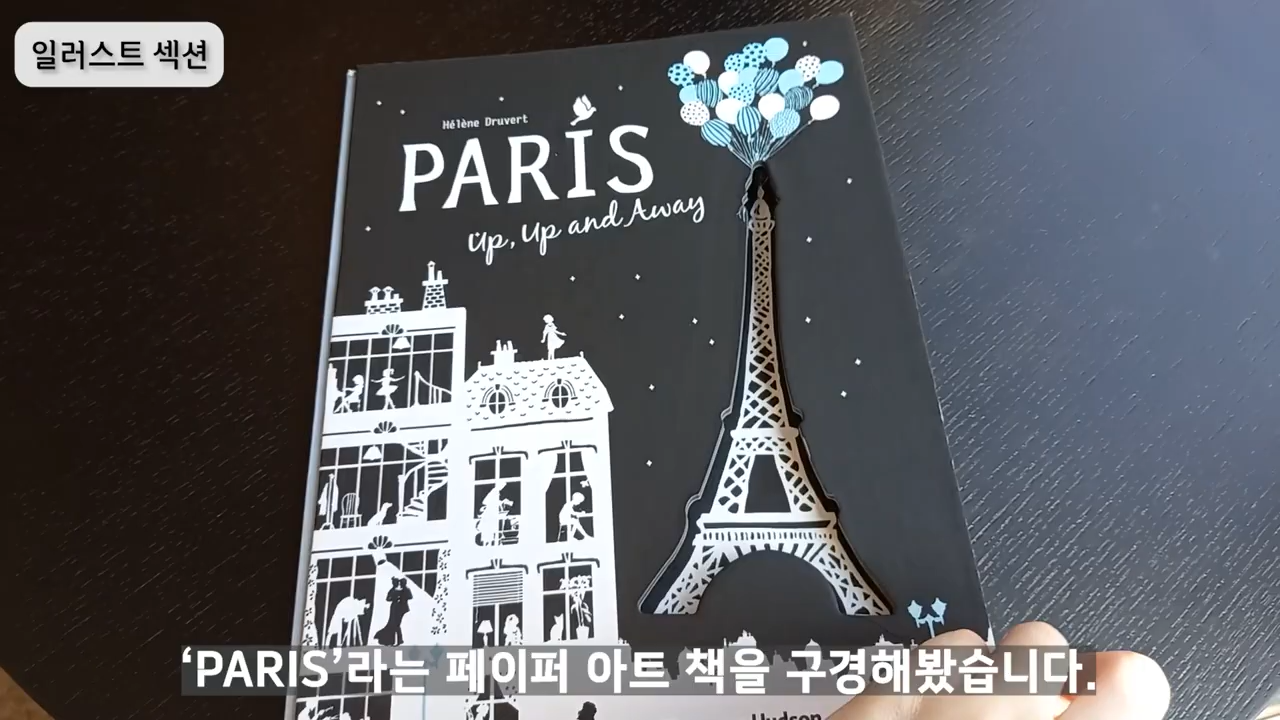 일러스트 섹션
Hélène Druvert
PARIS
Up, Up and Away
‘PARIS’라는 페이퍼 아트 책을 구경해봤습니다.
Hudson